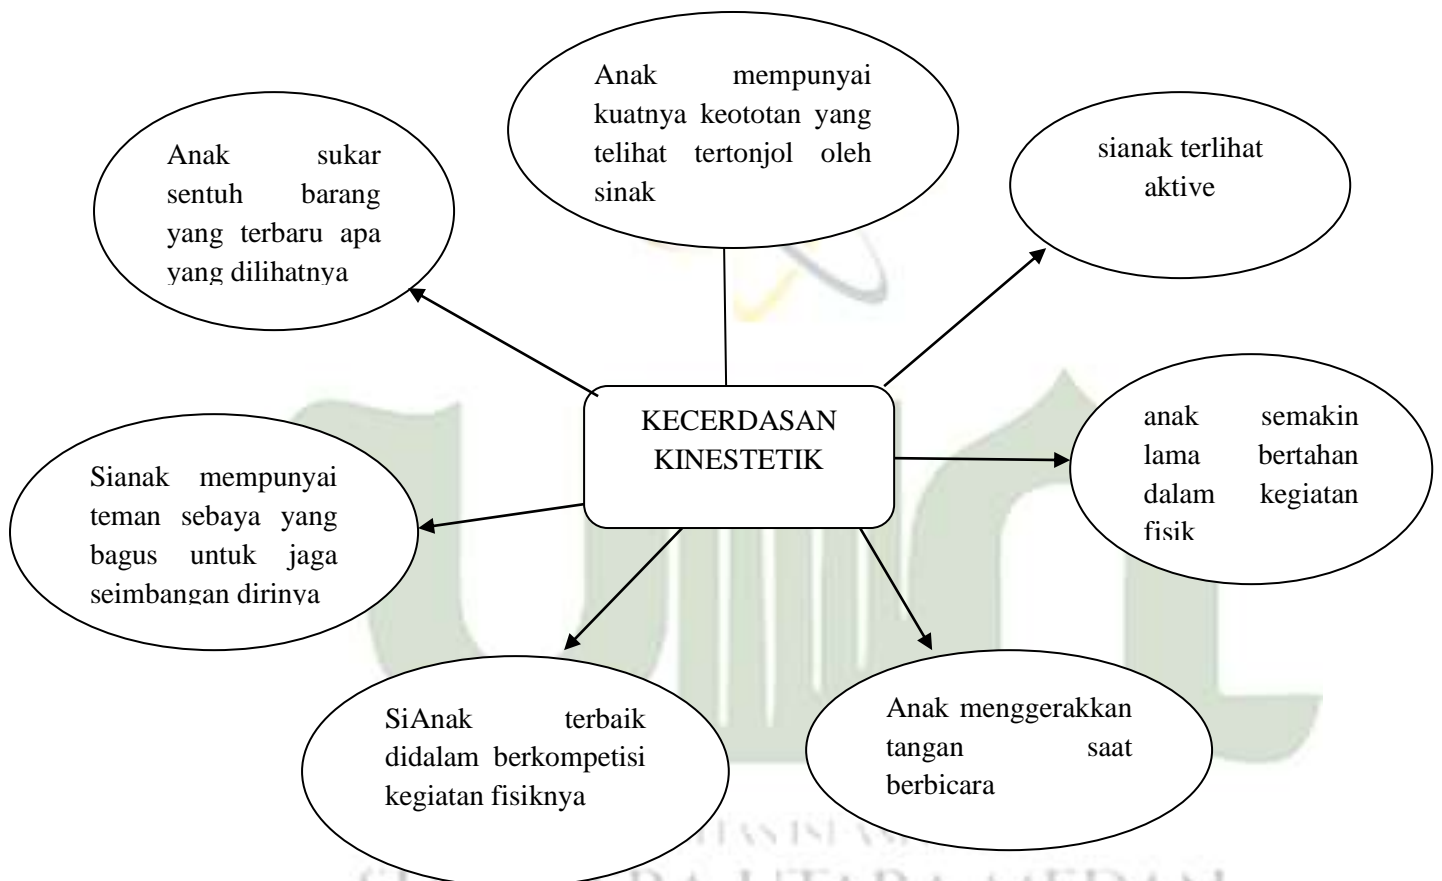 Anak mempunyai
kuatnya keototan yang
telihat tertonjol oleh
sinak
Anak sukar
sentuh barang
yang terbaru apa
yang dilihatnya
sianak terlihat
aktive
KECERDASAN
KINESTETIK
anak semakin
lama bertahan
dalam kegiatan
fisik
Sianak mempunyai
teman sebaya yang
bagus untuk jaga
seimbangan dirinya
SiAnak terbaik
didalam berkompetisi
kegiatan fisiknya
Anak menggerakkan
tangan saat
berbicara
UTARA MEDAN